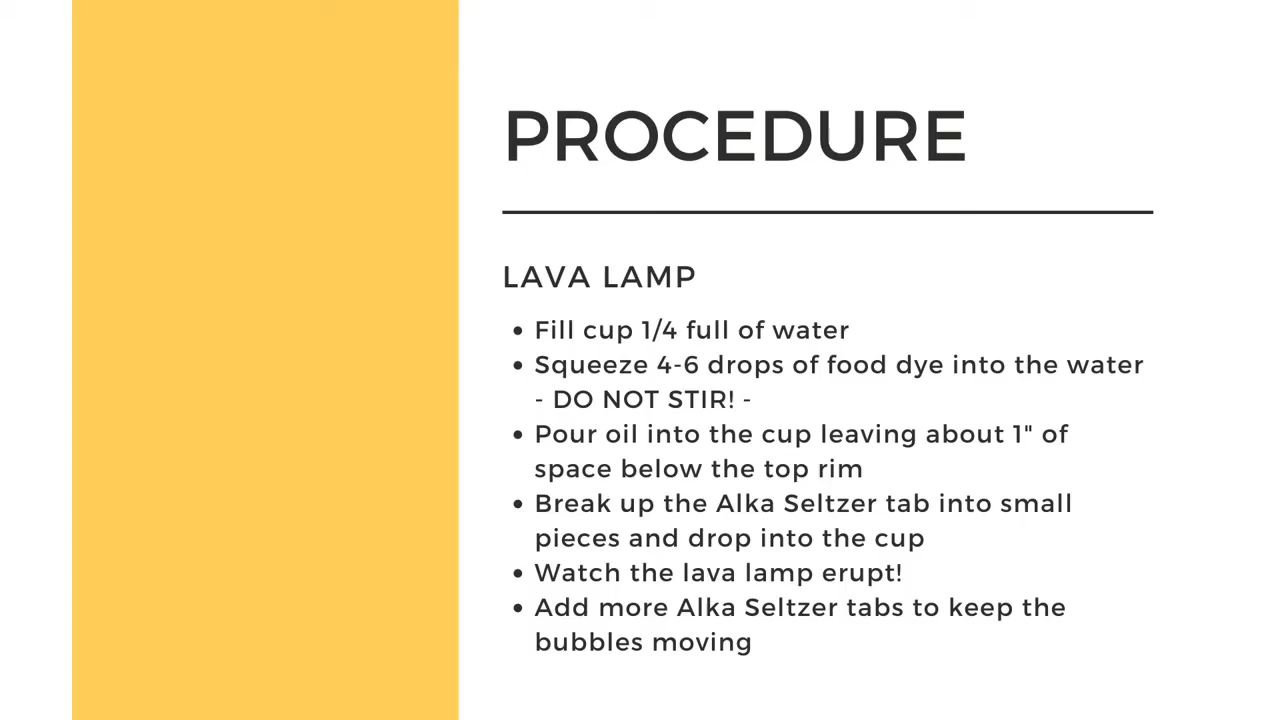 PROCEDURE
LAVA LAMP
• Fill cup 1/4 full of water
• Squeeze 4-6 drops of food dye into the water
- DO NOT STIR! -
• Pour oil into the cup leaving about 1" of
space below the top rim
• Break up the Alka Seltzer tab into small
pieces and drop into the cup
• Watch the lava lamp erupt!
• Add more Alka Seltzer tabs to keep the
bubbles moving